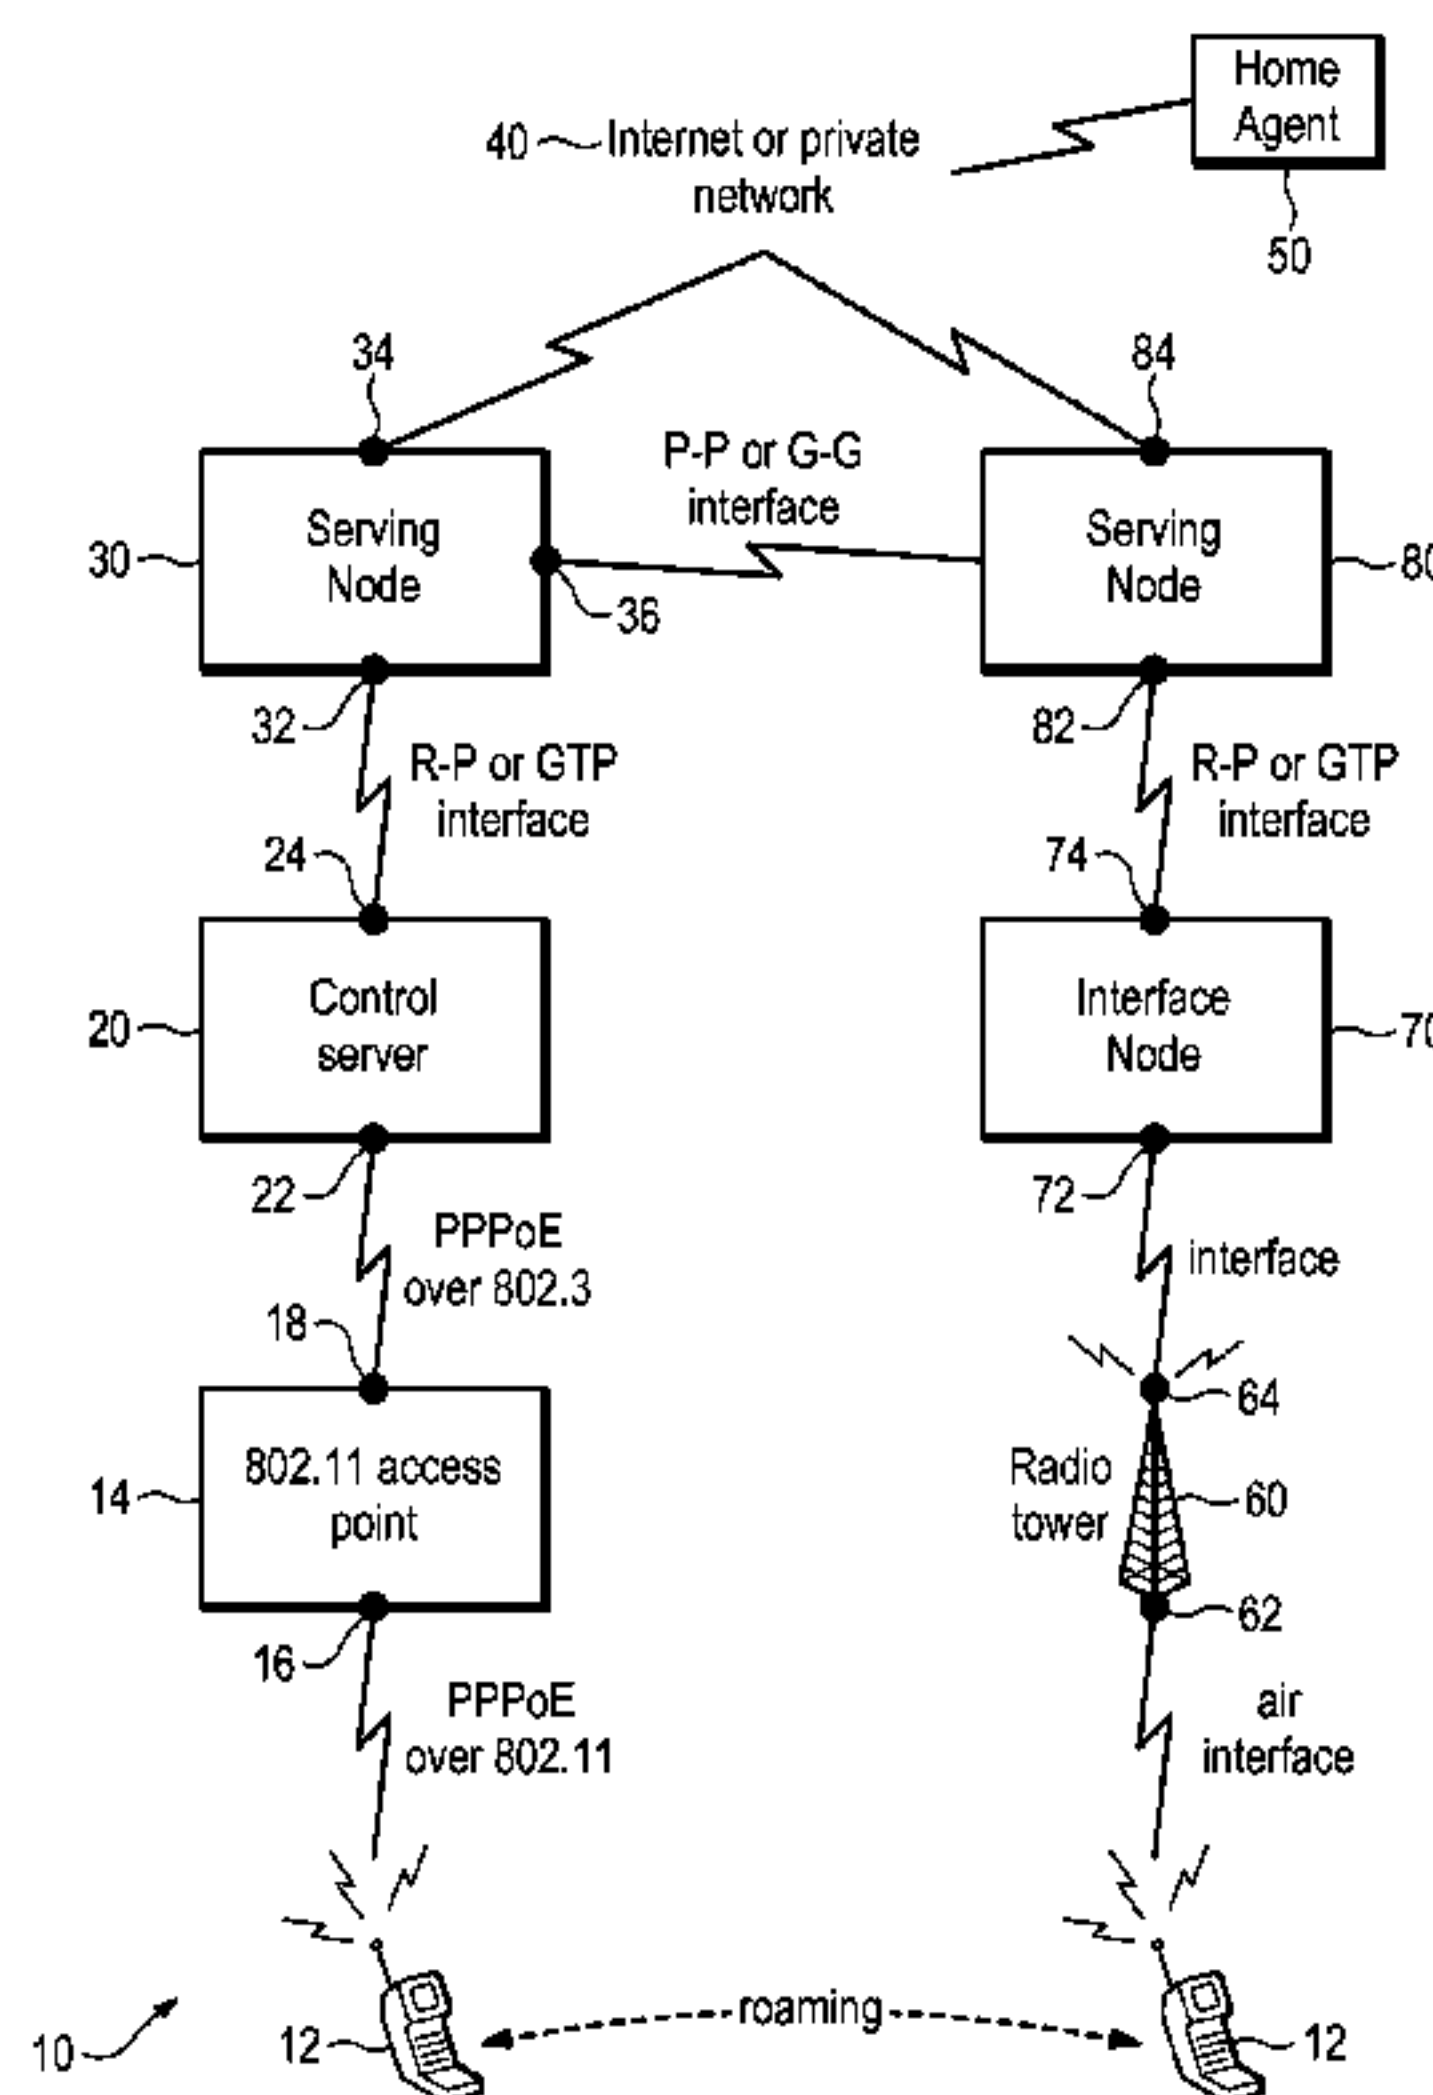 Home
Agent
50
40 Internet or private
network
34
84
P-P or G-G
interface
Serving
Node
30
36
Serving
Node
80
32
R-P or GTP
interface
82
R-P or GTP
interface
24
74
Control
server
20
Interface
Node
70
22
72
PPPoE
over 802.3
interface
18
64
802.11 access
point
14
Radio
tower
60
16
62
PPPoE
over 802.11
air
interface
roaming
10
12
12